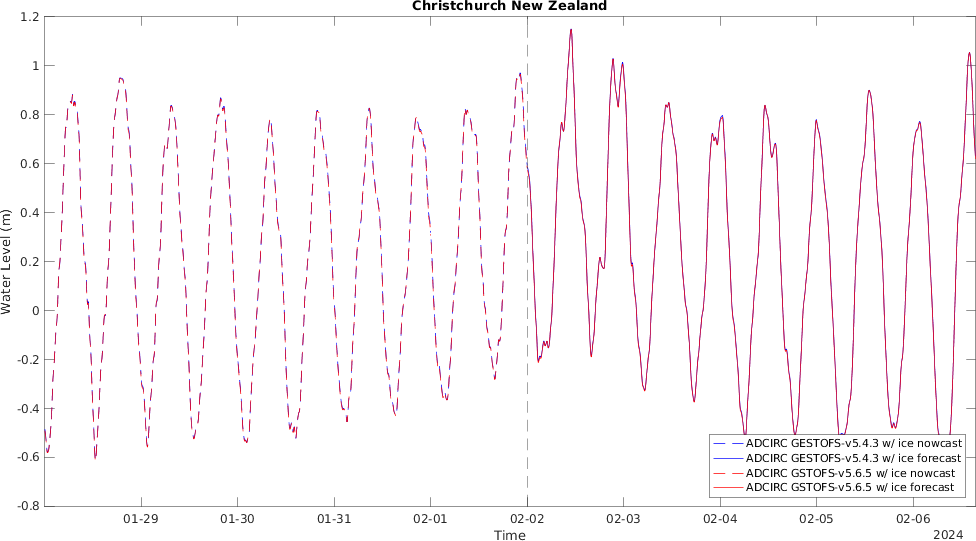 Christchurch New Zealand
1.2
1
0.8
0.6
0.4
0.2
0
-0.2
-0.4
-0.6
-0.8
Water Level (m)
ADCIRC GESTOFS-v5.4.3 w/ ice nowcast
ADCIRC GESTOFS-v5.4.3 w/ ice forecast
ADCIRC GSTOFS-v5.6.5 w/ ice nowcast
ADCIRC GSTOFS-v5.6.5 w/ ice forecast
01-29 01-30 01-31 02-01 02-02 02-03 02-04 02-05 02-06
Time
2024